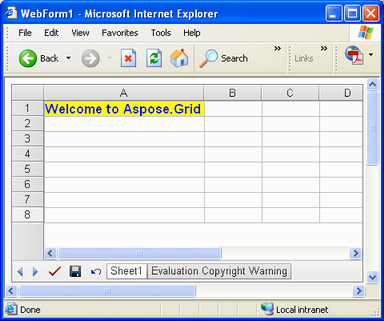 WebForm1 - Microsoft Internet Explorer
File Edit View Favorites Tools Help
Back Search Links »
A B C D
1 Welcome to Aspose.Grid
2
3
4
5
6
7
8
Sheet1 Evaluation Copyright Warning
Done Local intranet